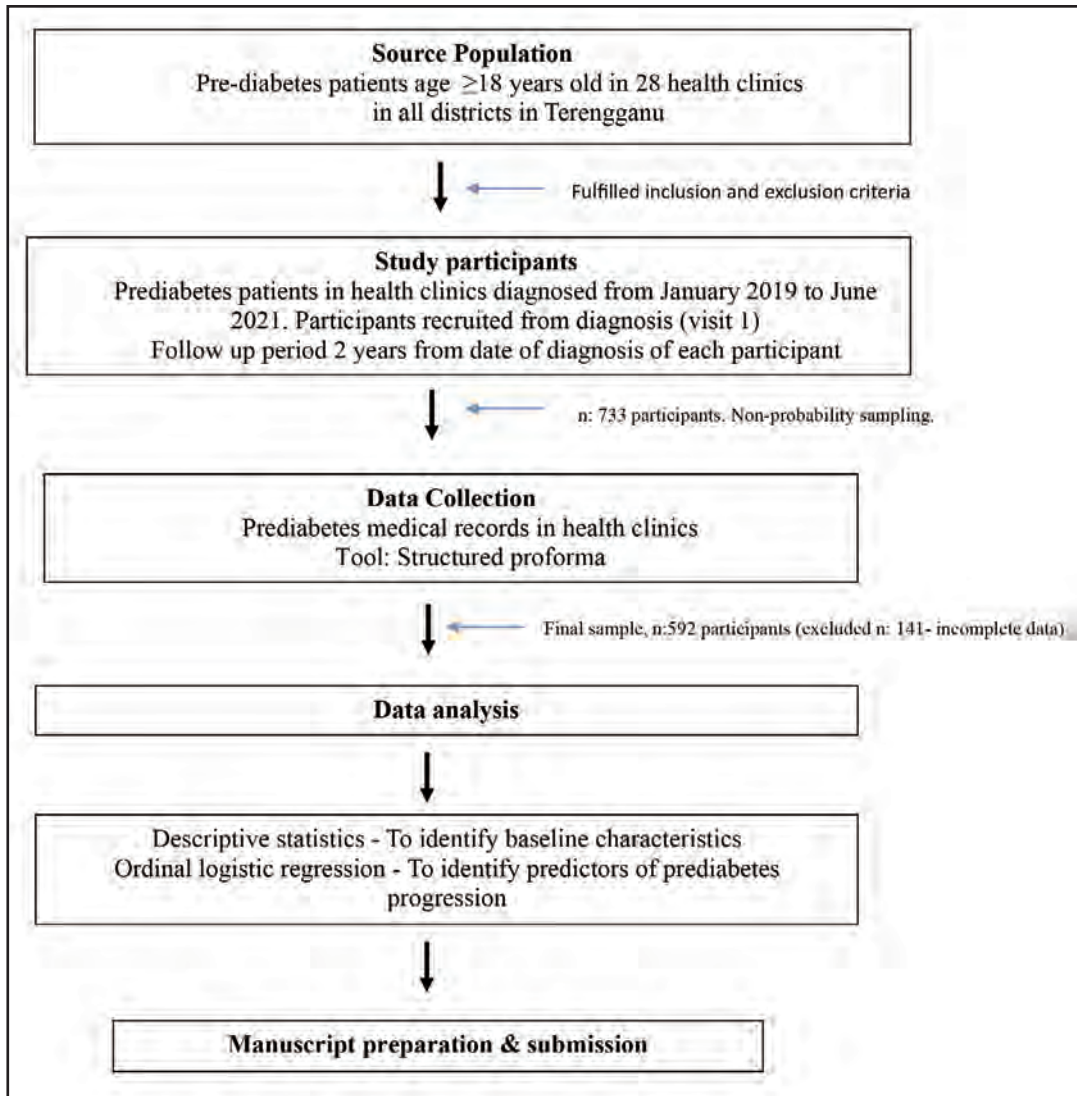 Source Population
Pre-diabetes patients age ≥18 years old in 28 health clinics
in all districts in Terengganu
Fulfilled inclusion and exclusion criteria
Study participants
Prediabetes patients in health clinics diagnosed from January 2019 to June
2021. Participants recruited from diagnosis (visit 1)
Follow up period 2 years from date of diagnosis of each participant
n: 733 participants. Non-probability sampling.
Data Collection
Prediabetes medical records in health clinics
Tool: Structured proforma
Final sample, n:592 participants (excluded n: 141- incomplete data)
Data analysis
Descriptive statistics - To identify baseline characteristics
Ordinal logistic regression - To identify predictors of prediabetes
progression
Manuscript preparation & submission